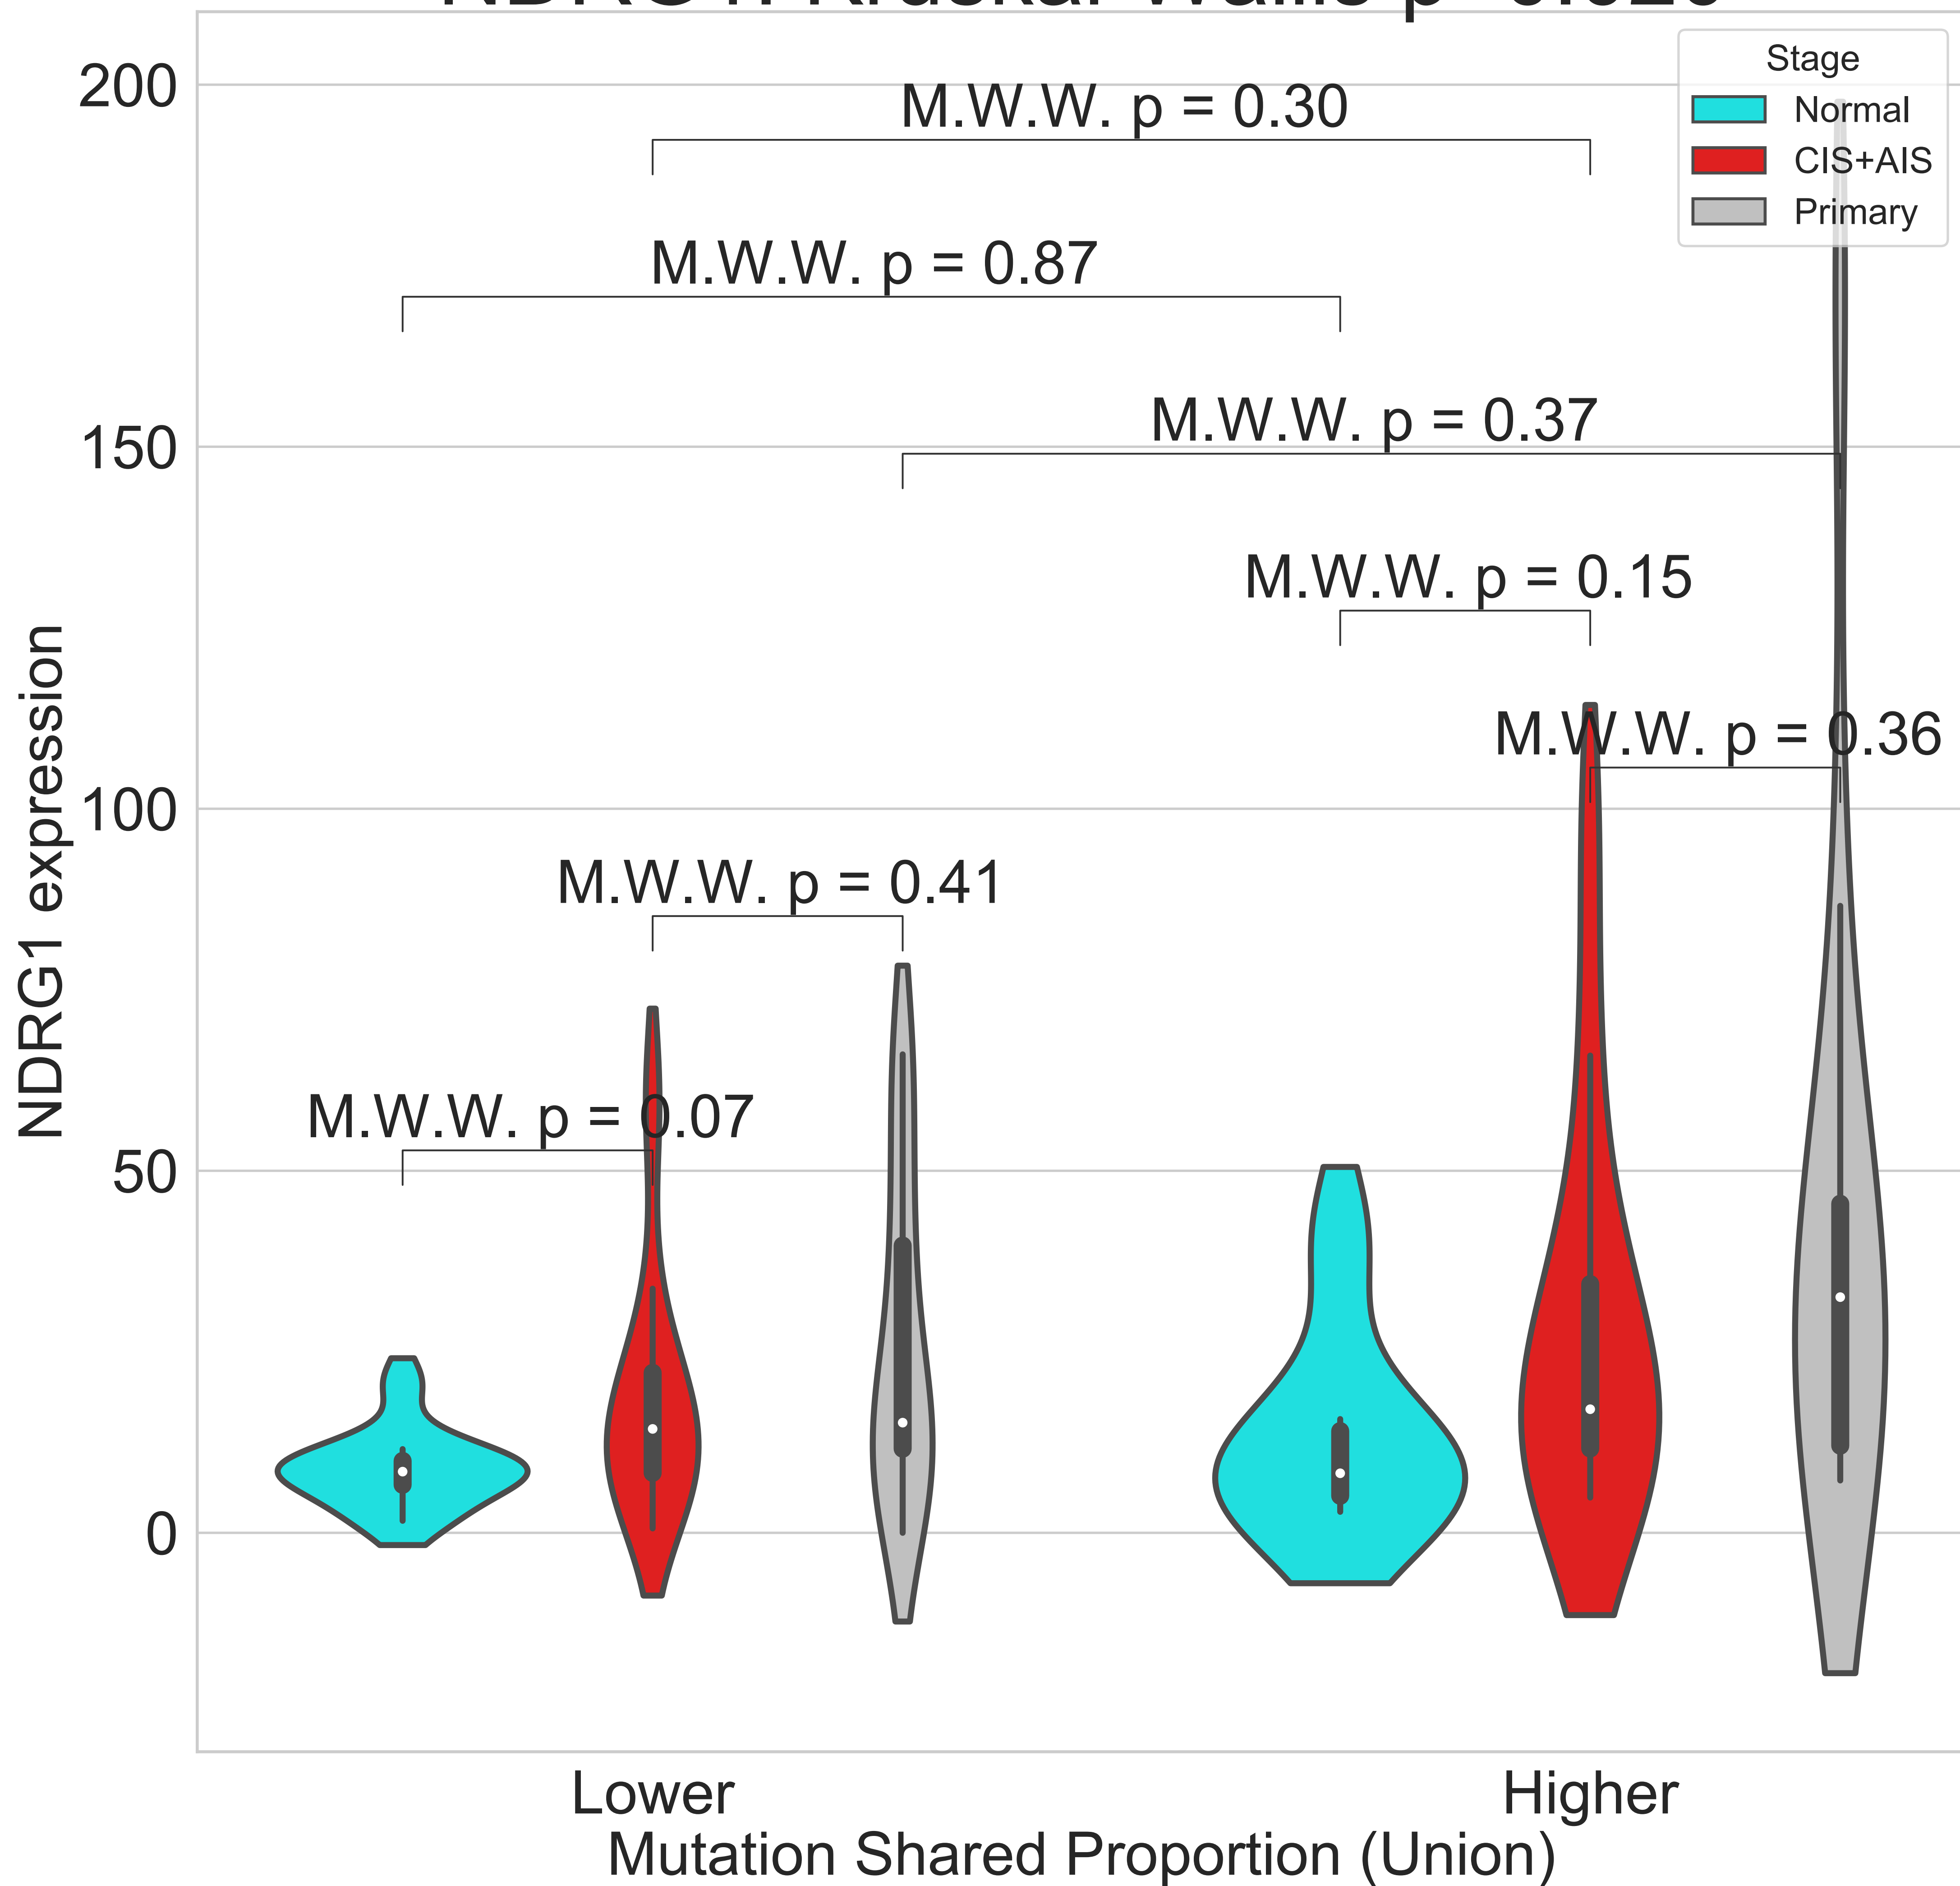 200
M.W.W. p = 0.30
Stage
Normal
CIS+AIS
Primary
M.W.W. p = 0.87
150
M.W.W. p = 0.37
M.W.W. p = 0.15
M.W.W. p = 0.36
100
M.W.W. p = 0.41
M.W.W. p = 0.07
50
0
NDRG1 expression
Lower
Higher
Mutation Shared Proportion (Union)